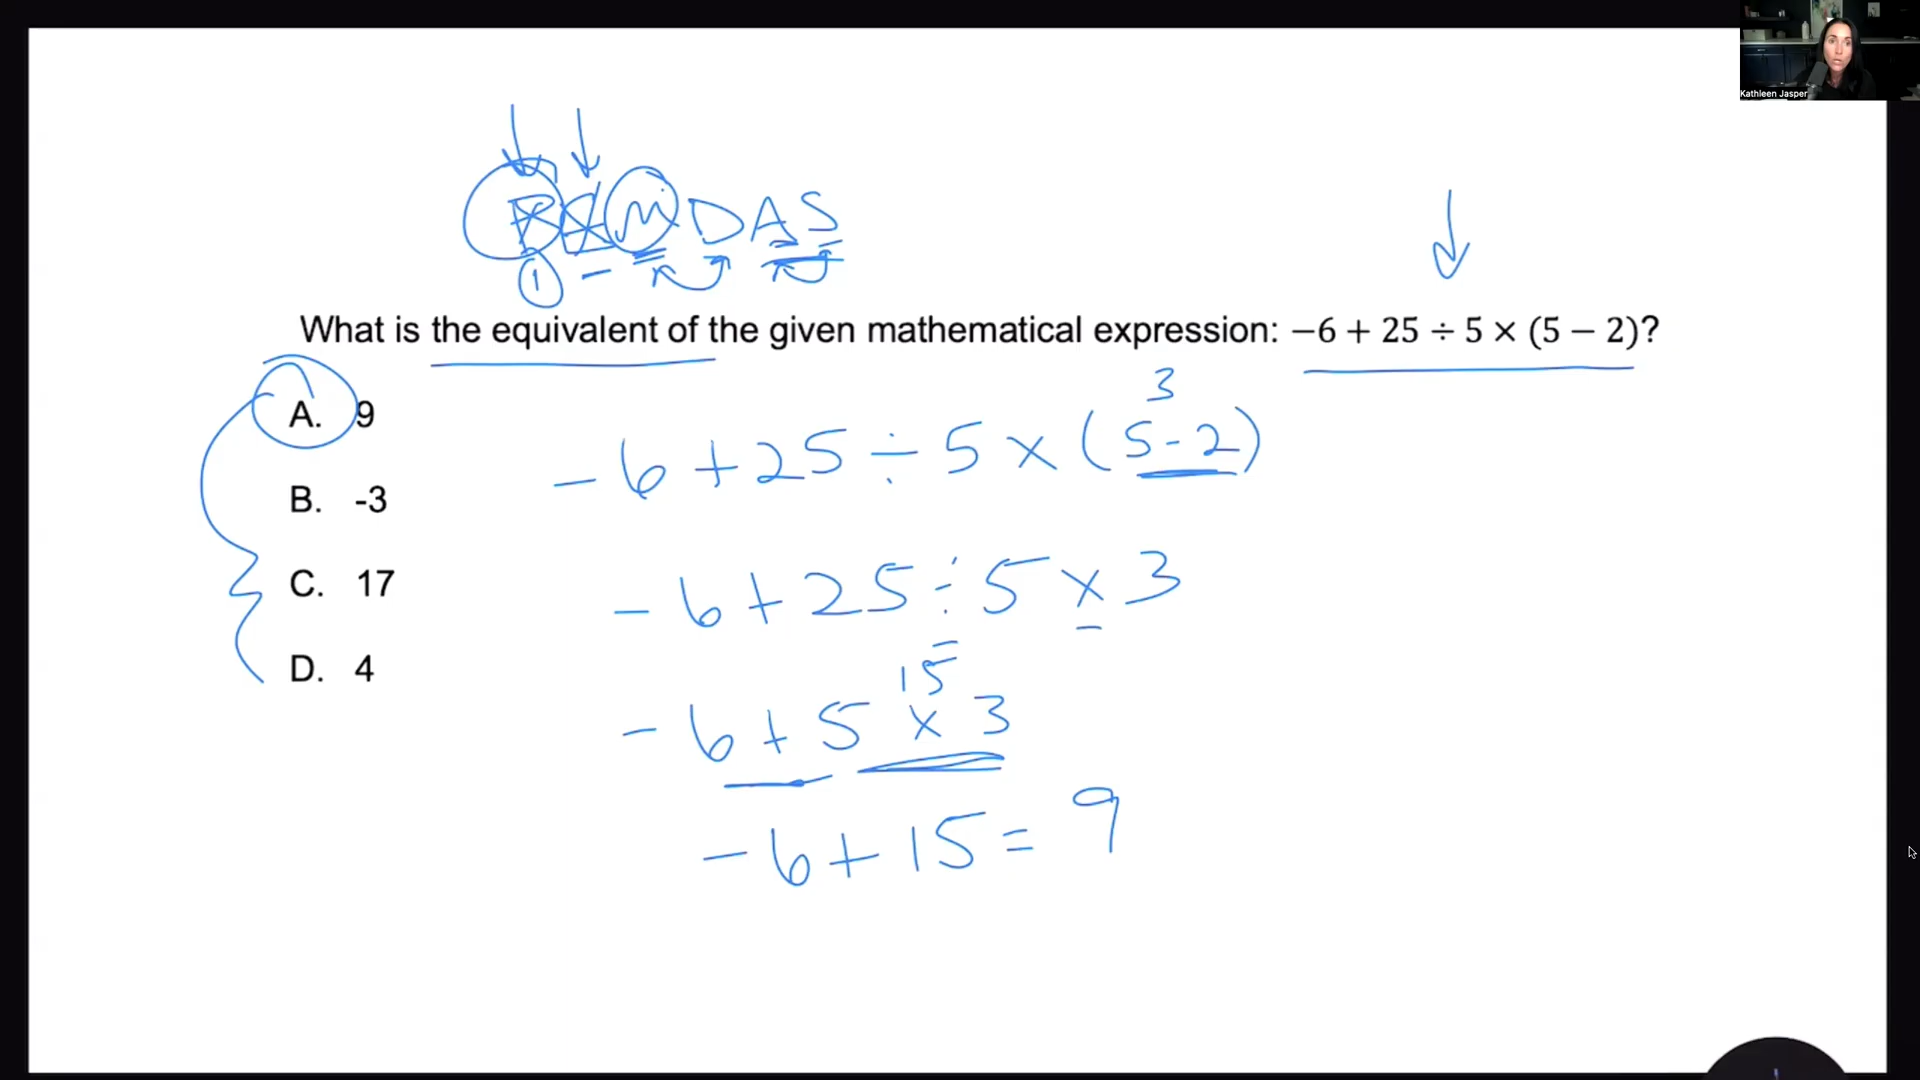 Kathleen Jasper
PEMDAS
1
What is the equivalent of the given mathematical expression: −6 + 25 ÷ 5 × (5 − 2)?
3
A. 9
-6+25÷5×(5-2)
B. -3
C. 17
-6+25÷5×3
15
D. 4
-6+5×3
-6+15=9